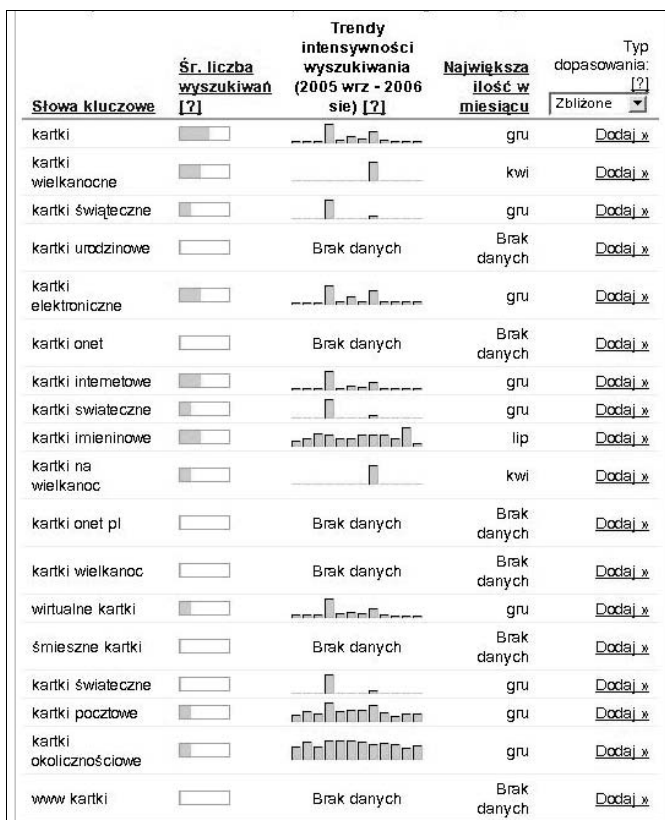 Słowa kluczowe
Śr. liczba
wyszukiwań
[?]
Trendy
intensywności
wyszukiwania
(2005 wrz - 2006
sie) [?]
Największa
ilość w
miesiącu
Typ
dopasowania:
[?]
Zbliżone
kartki gru Dodaj »
kartki
wielkanocne kwi Dodaj »
kartki świąteczne gru Dodaj »
kartki urodzinowe Brak danych Brak
danych Dodaj »
kartki
elektroniczne gru Dodaj »
kartki onet Brak danych Brak
danych Dodaj »
kartki internetowe gru Dodaj »
kartki swiateczne gru Dodaj »
kartki imieninowe lip Dodaj »
kartki na
wielkanoc kwi Dodaj »
kartki onet pl Brak danych Brak
danych Dodaj »
kartki wielkanoc Brak danych Brak
danych Dodaj »
wirtualne kartki gru Dodaj »
śmieszne kartki Brak danych Brak
danych Dodaj »
kartki świateczne gru Dodaj »
kartki pocztowe gru Dodaj »
kartki
okolicznościowe gru Dodaj »
www kartki Brak danych Brak
danych Dodaj »